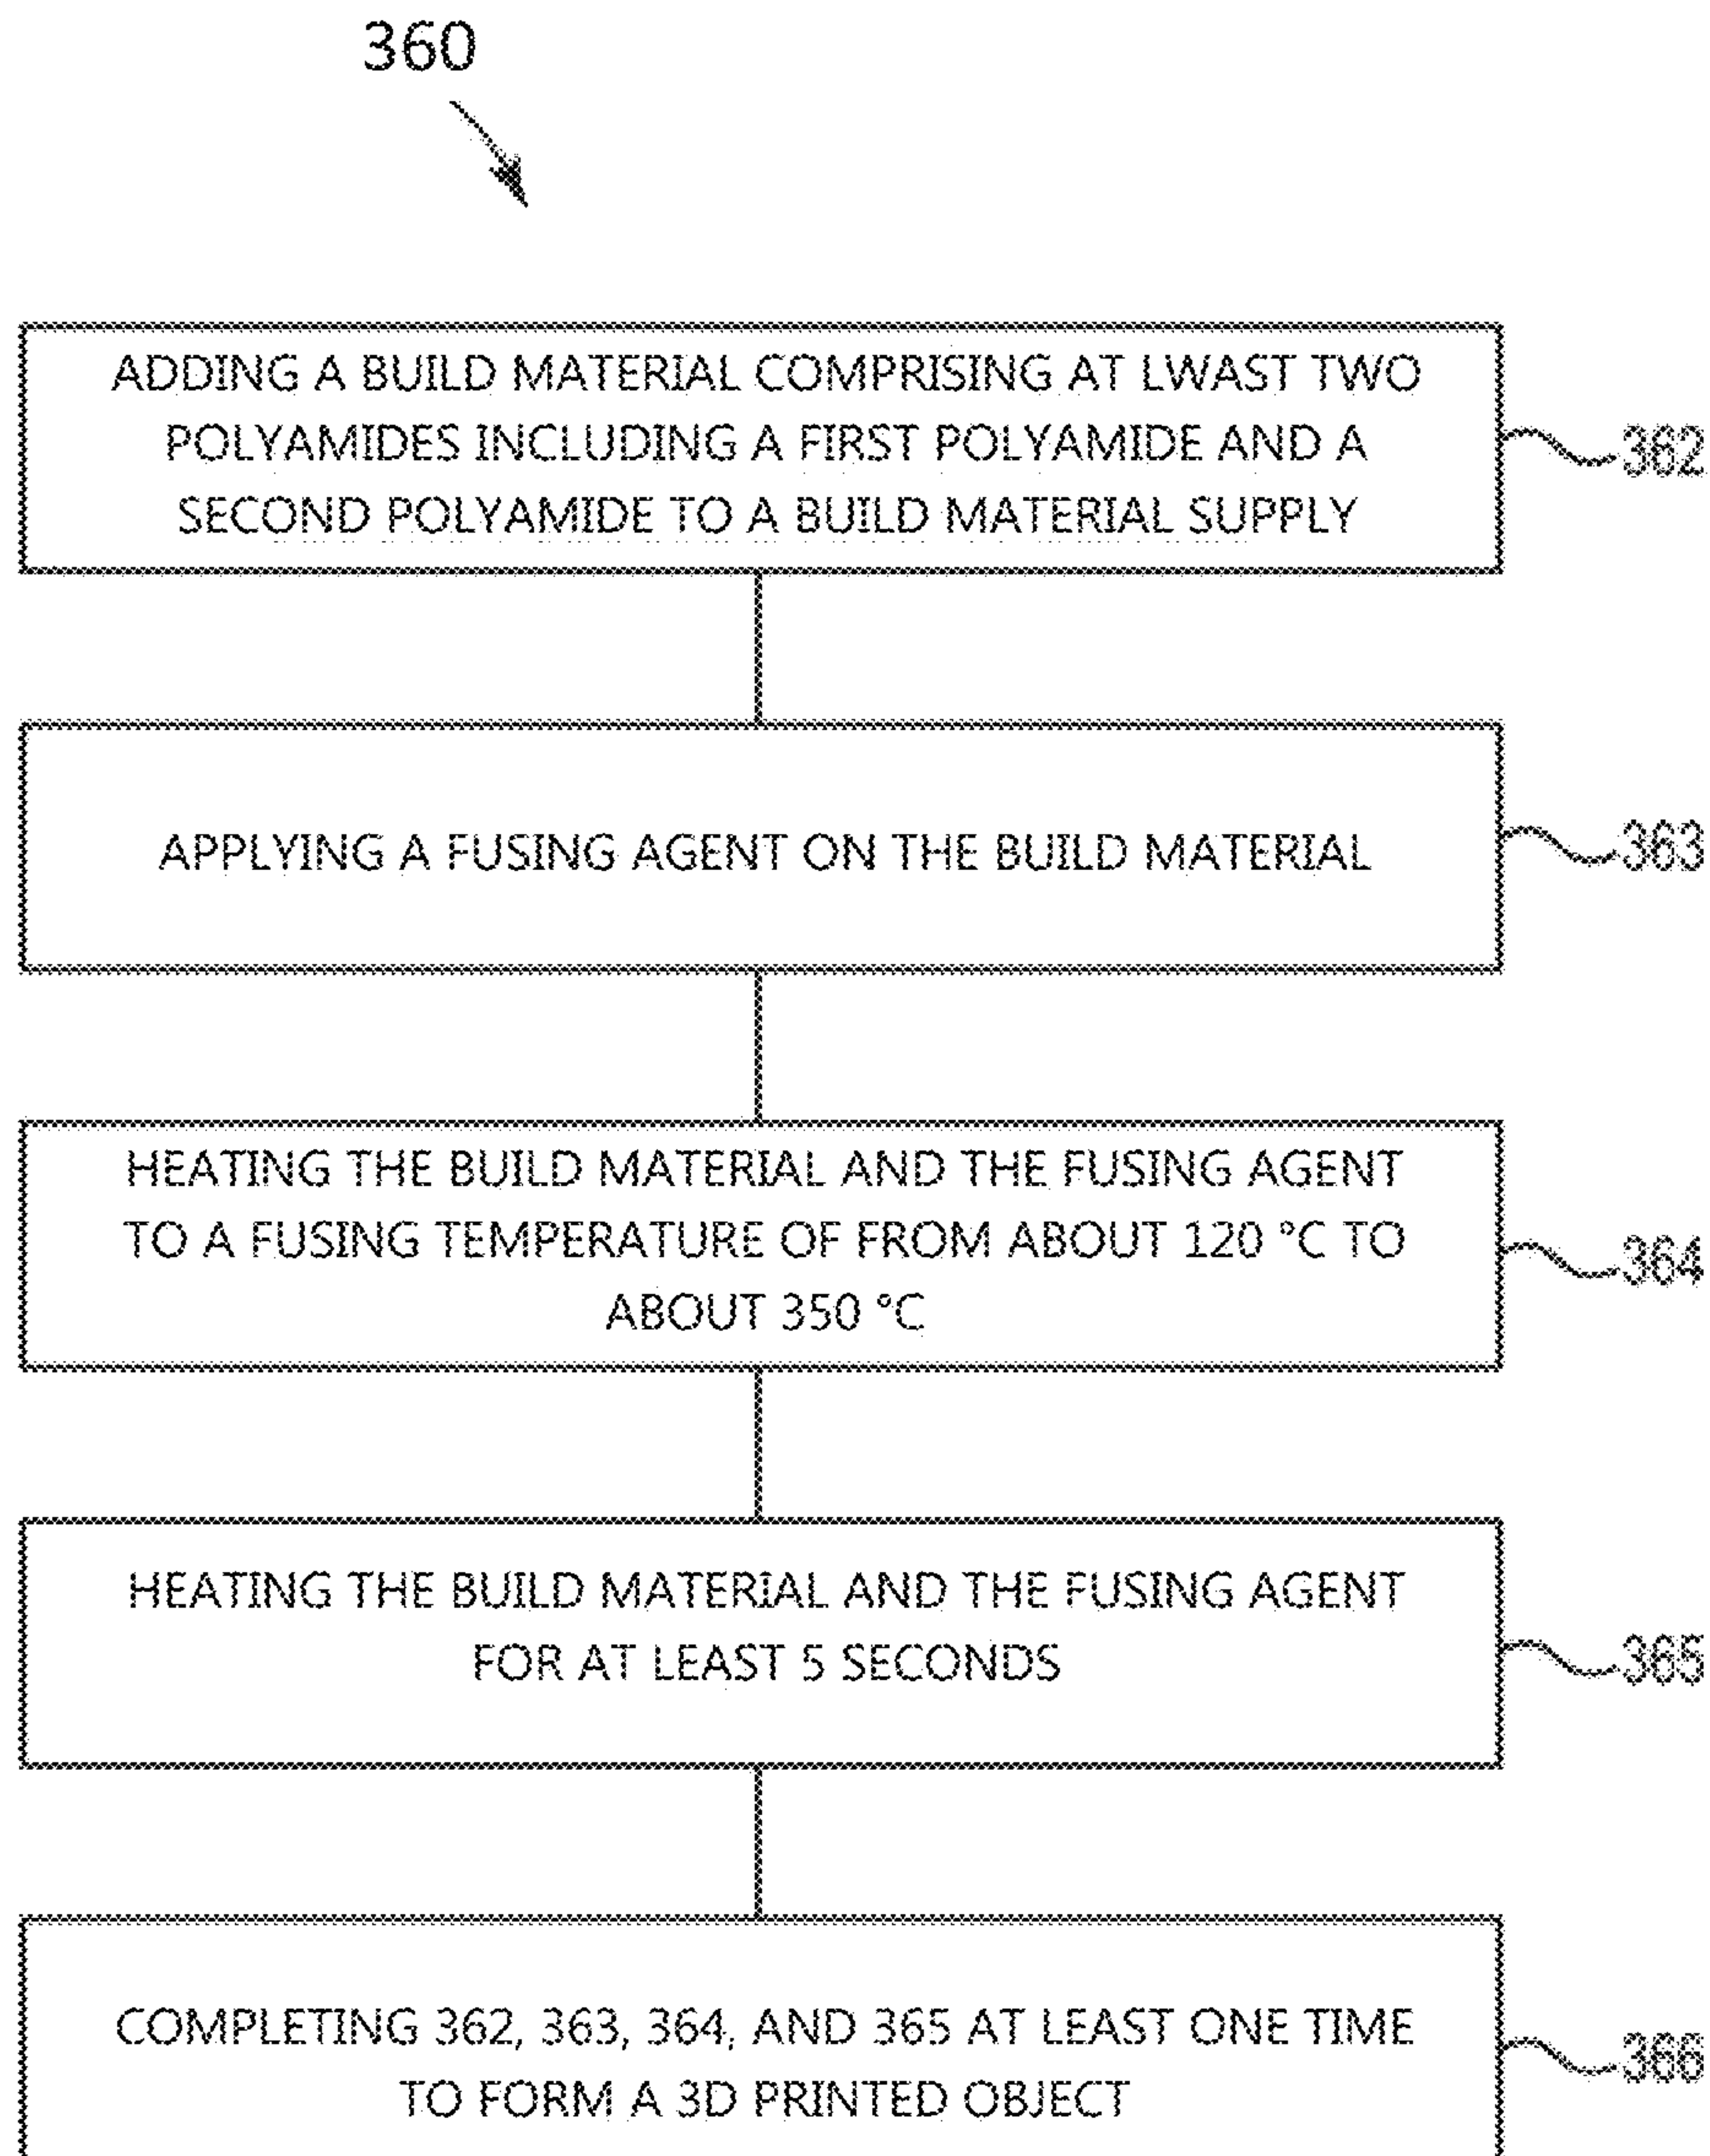 360
ADDING A BUILD MATERIAL COMPRISING AT LWAST TWO
POLYAMIDES INCLUDING A FIRST POLYAMIDE AND A
SECOND POLYAMIDE TO A BUILD MATERIAL SUPPLY
362
APPLYING A FUSING AGENT ON THE BUILD MATERIAL
363
HEATING THE BUILD MATERIAL AND THE FUSING AGENT
TO A FUSING TEMPERATURE OF FROM ABOUT 120 °C TO
ABOUT 350 °C
364
HEATING THE BUILD MATERIAL AND THE FUSING AGENT
FOR AT LEAST 5 SECONDS
365
COMPLETING 362, 363, 364, AND 365 AT LEAST ONE TIME
TO FORM A 3D PRINTED OBJECT
366